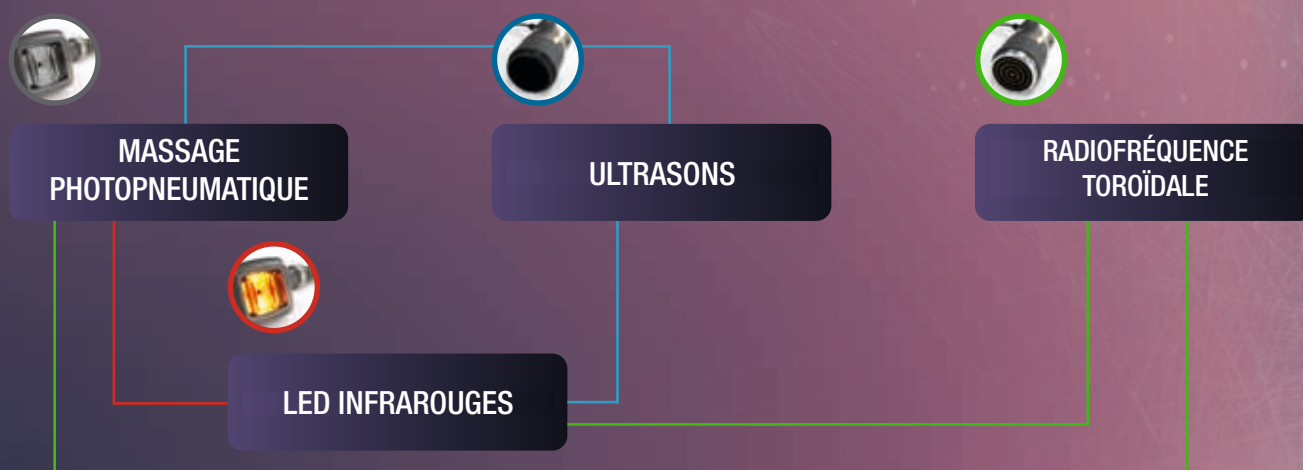 MASSAGE
PHOTOPNEUMATIQUE
ULTRASONS
RADIOFRÉQUENCE
TOROÏDALE
LED INFRAROUGES